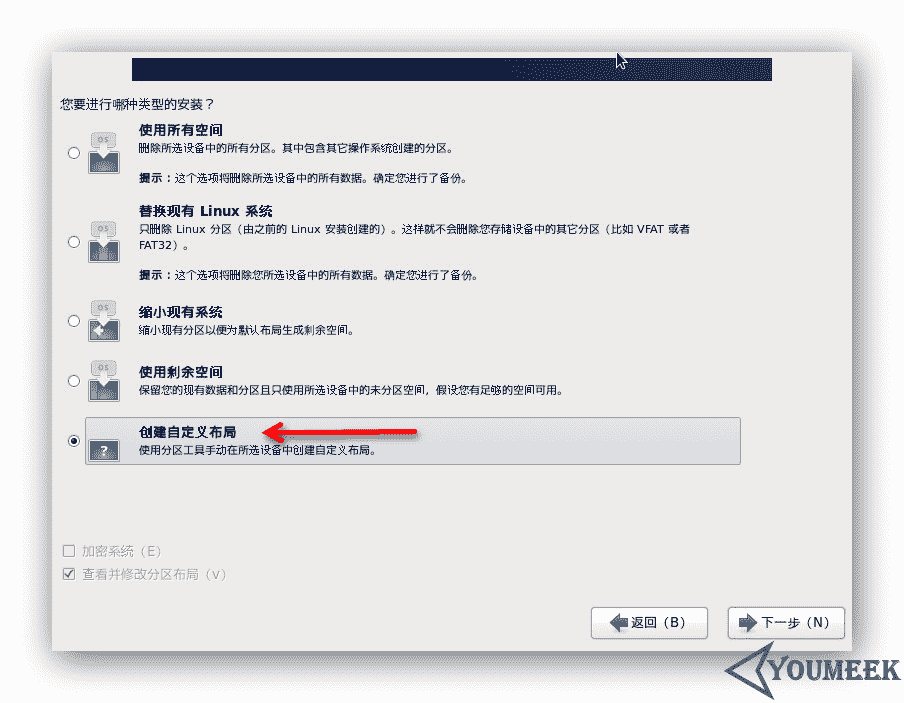 您要进行哪种类型的安装？
OS
使用所有空间
删除所选设备中的所有分区。其中包含其它操作系统创建的分区。
提示：这个选项将删除所选设备中的所有数据。确定您进行了备份。
OS
替换现有 Linux 系统
只删除 Linux 分区（由之前的 Linux 安装创建的）。这样就不会删除您存储设备中的其它分区（比如 VFAT 或者
FAT32）。
提示：这个选项将删除您所选设备中的所有数据。确定您进行了备份。
OS
缩小现有系统
缩小现有分区以便为默认布局生成剩余空间。
OS
使用剩余空间
保留您的现有数据和分区且只使用所选设备中的未分区空间，假设您有足够的空间可用。
?
创建自定义布局
使用分区工具手动在所选设备中创建自定义布局。
加密系统（E）
查看并修改分区布局（V）
返回（B）
下一步（N）
YOUMEEK